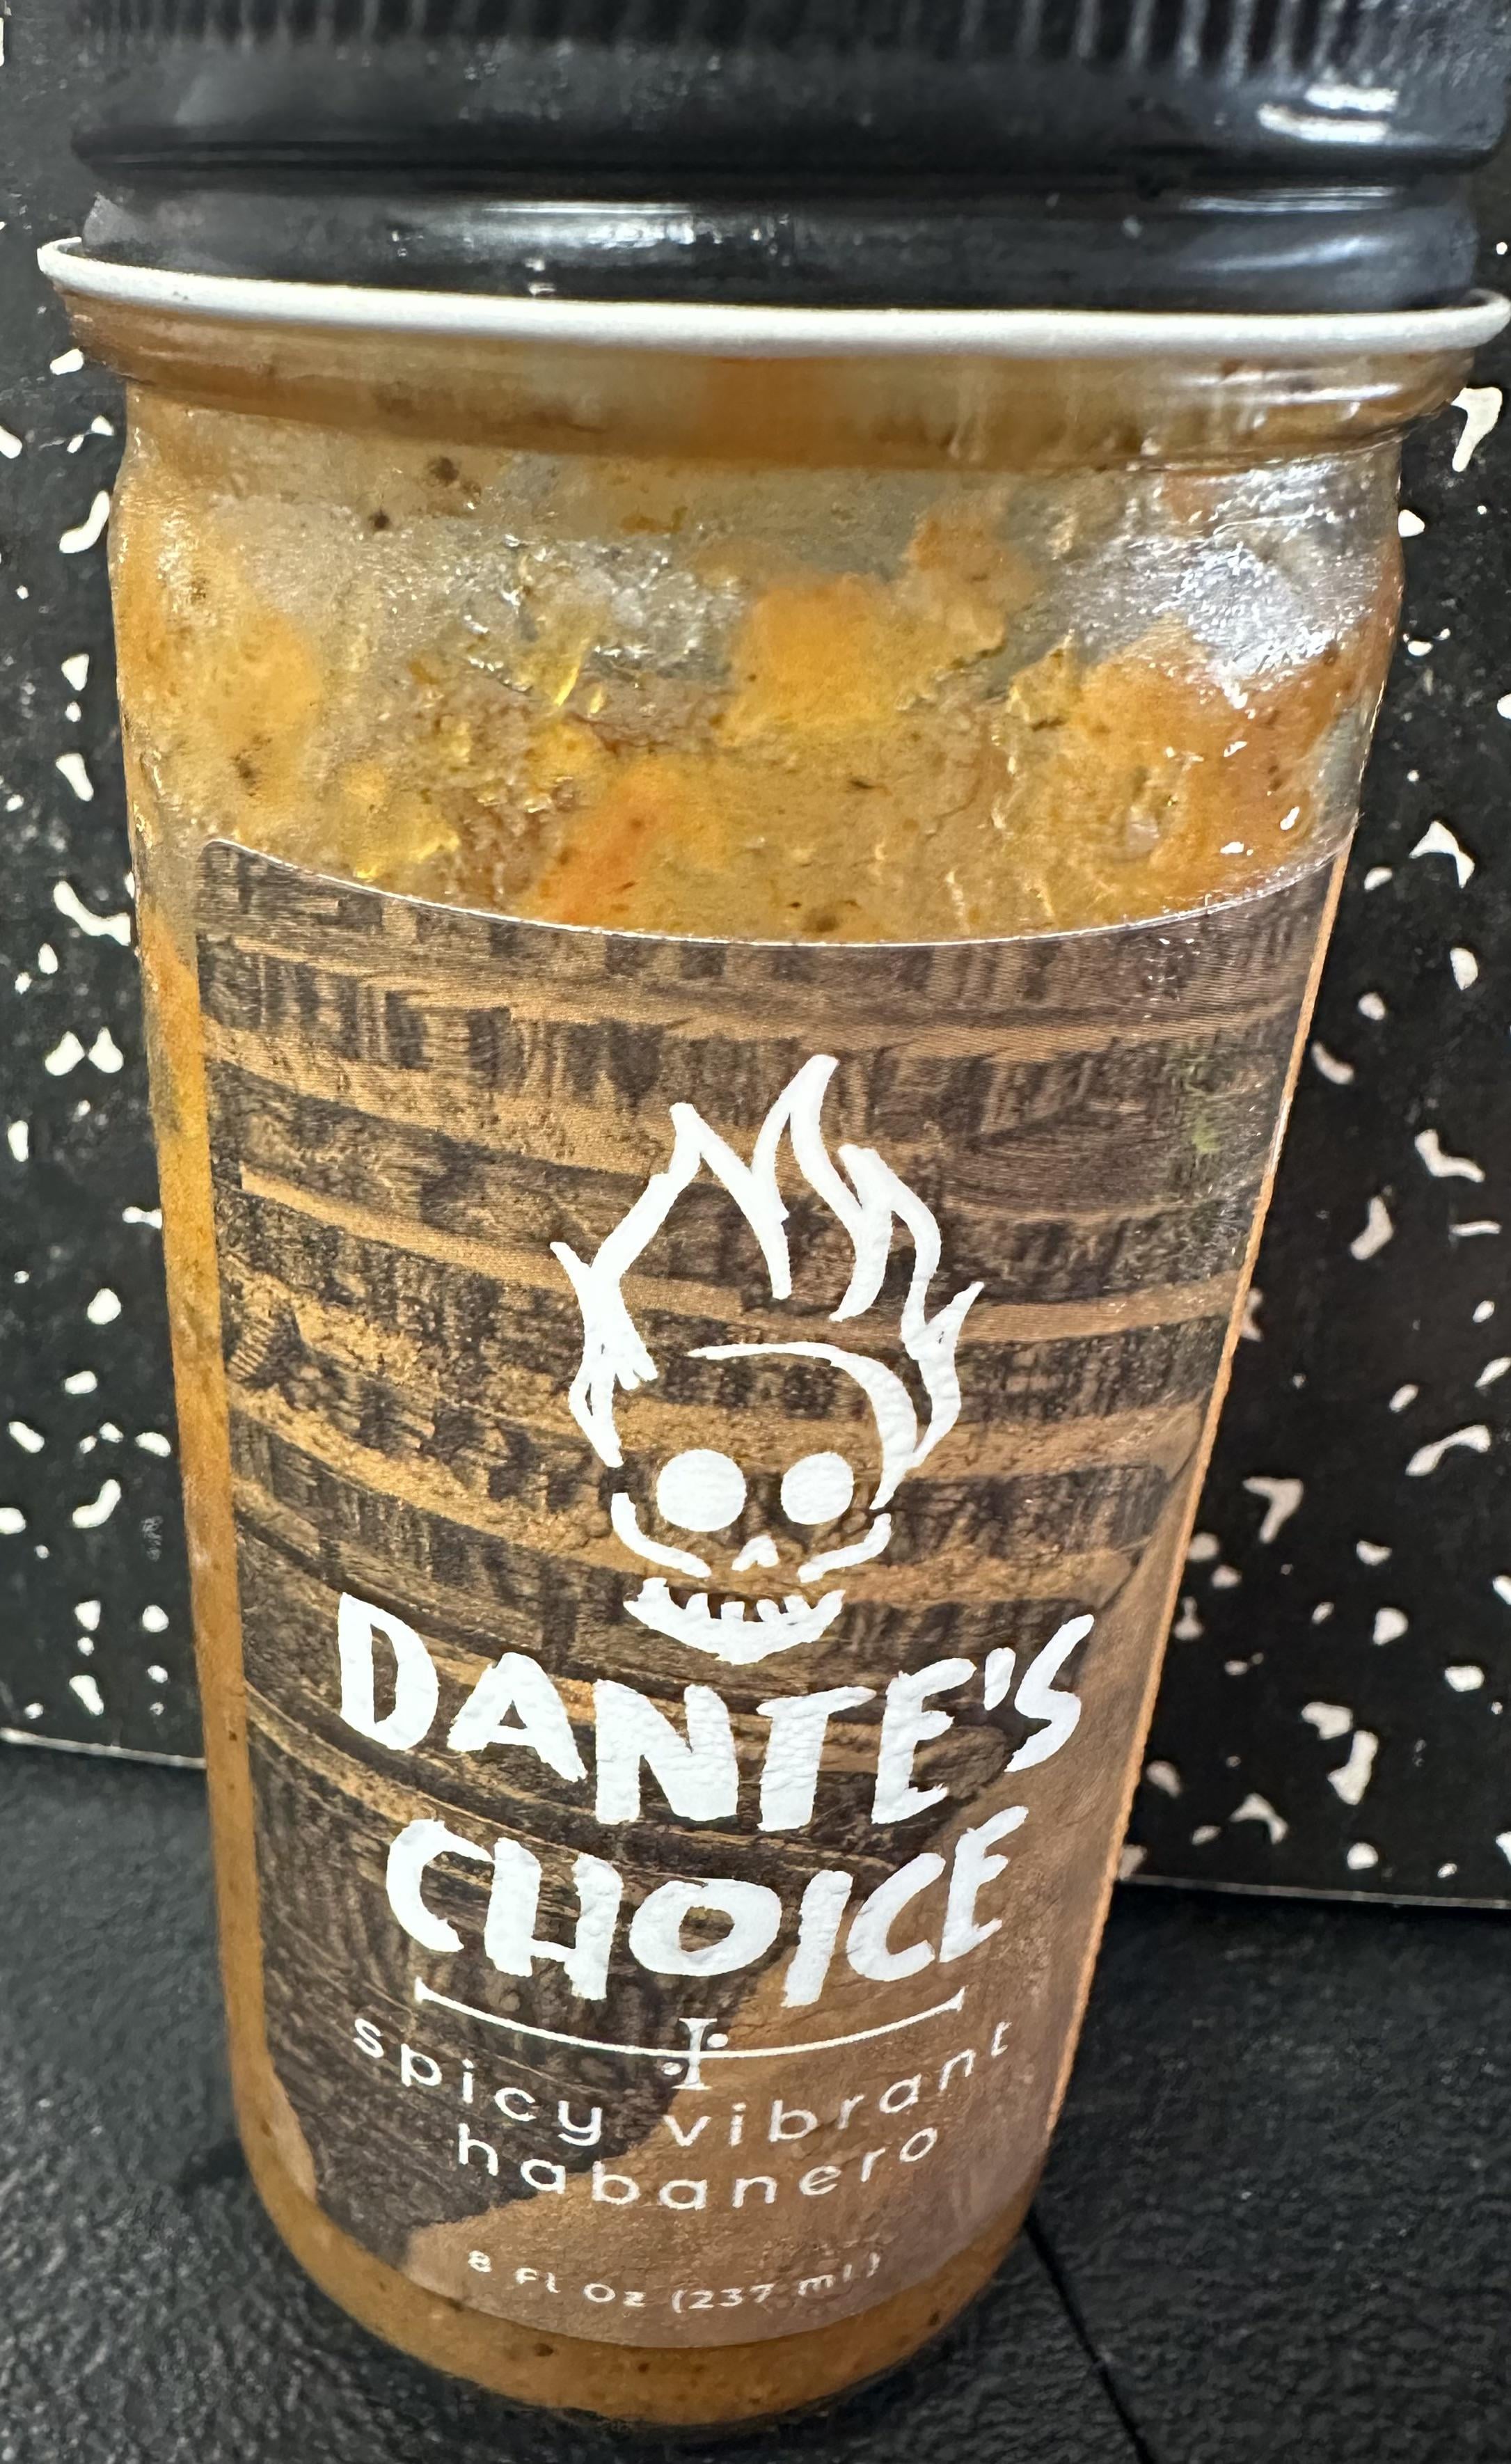 DANTE'S
CHOICE
spicy vibrant
habanero
8 Fl Oz (237 ml)